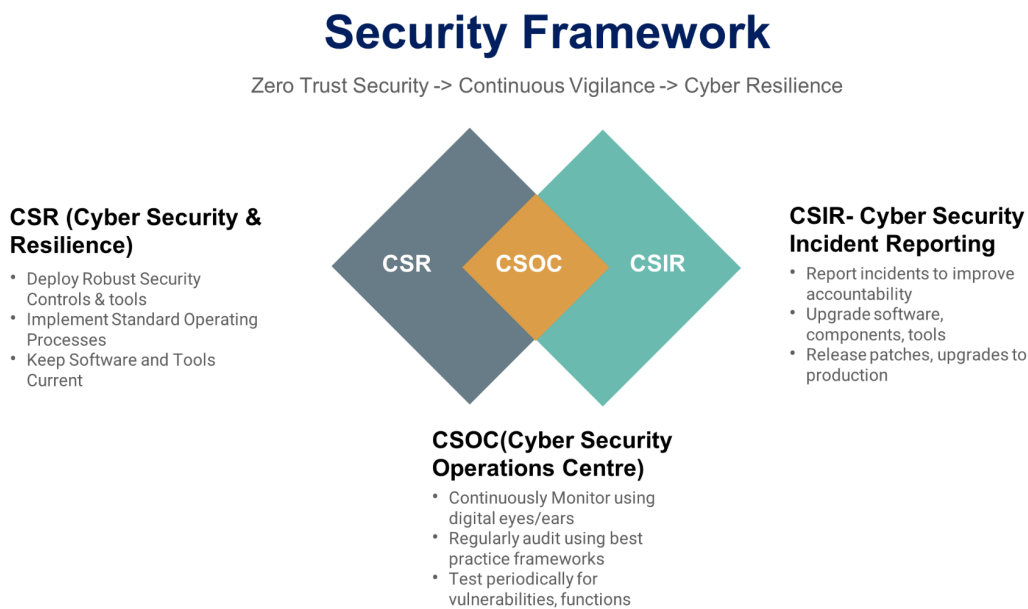 Security Framework
Zero Trust Security -> Continuous Vigilance -> Cyber Resilience
CSR (Cyber Security &
Resilience)
• Deploy Robust Security
Controls & tools
• Implement Standard Operating
Processes
• Keep Software and Tools
Current
CSR
CSOC
CSIR
CSIR- Cyber Security
Incident Reporting
• Report incidents to improve
accountability
• Upgrade software,
components, tools
• Release patches, upgrades to
production
CSOC(Cyber Security
Operations Centre)
• Continuously Monitor using
digital eyes/ears
• Regularly audit using best
practice frameworks
• Test periodically for
vulnerabilities, functions